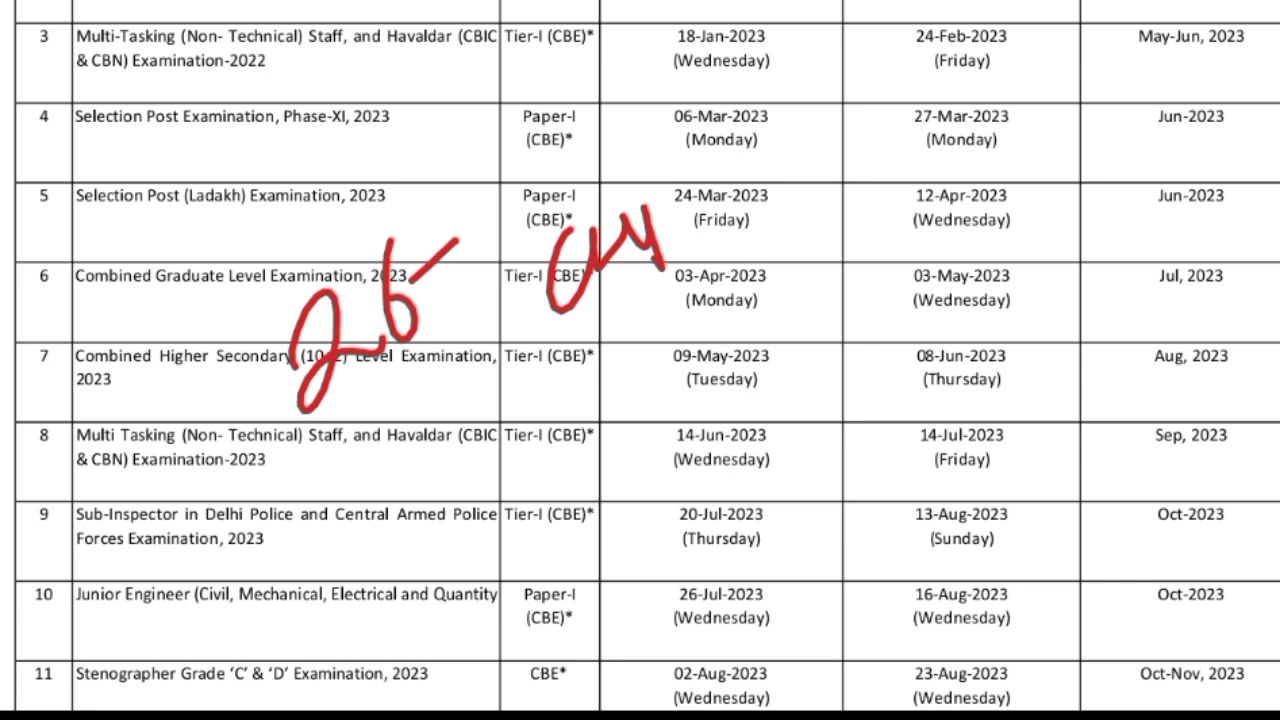 3 Multi-Tasking (Non- Technical) Staff, and Havaldar (CBIC Tier-I (CBE)* 18-Jan-2023 24-Feb-2023 May-Jun, 2023
& CBN) Examination-2022 (Wednesday) (Friday)
4 Selection Post Examination, Phase-XI, 2023 Paper-I 06-Mar-2023 27-Mar-2023 Jun-2023
(CBE)* (Monday) (Monday)
5 Selection Post (Ladakh) Examination, 2023 Paper-I 24-Mar-2023 12-Apr-2023 Jun-2023
(CBE)* (Friday) (Wednesday)
6 Combined Graduate Level Examination, 2023 Tier-I (CBE) 03-Apr-2023 03-May-2023 Jul, 2023
(Monday) (Wednesday)
7 Combined Higher Secondary (10+2) Level Examination, Tier-I (CBE)* 09-May-2023 08-Jun-2023 Aug, 2023
2023 (Tuesday) (Thursday)
8 Multi Tasking (Non- Technical) Staff, and Havaldar (CBIC Tier-I (CBE)* 14-Jun-2023 14-Jul-2023 Sep, 2023
& CBN) Examination-2023 (Wednesday) (Friday)
9 Sub-Inspector in Delhi Police and Central Armed Police Tier-I (CBE)* 20-Jul-2023 13-Aug-2023 Oct-2023
Forces Examination, 2023 (Thursday) (Sunday)
10 Junior Engineer (Civil, Mechanical, Electrical and Quantity Paper-I 26-Jul-2023 16-Aug-2023 Oct-2023
(CBE)* (Wednesday) (Wednesday)
11 Stenographer Grade ‘C’ & ‘D’ Examination, 2023 CBE* 02-Aug-2023 23-Aug-2023 Oct-Nov, 2023
(Wednesday) (Wednesday)